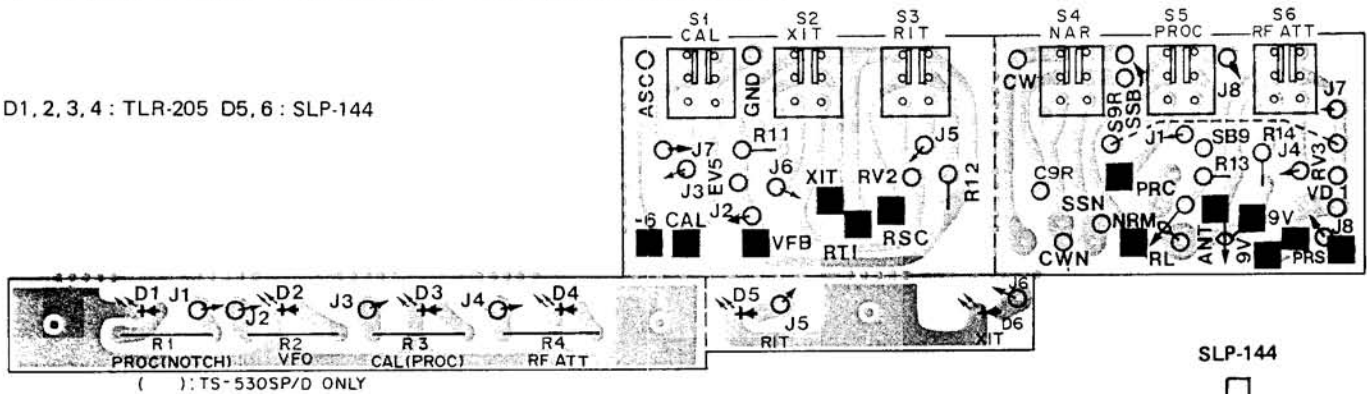 S1 S2 S3 S4 S5 S6
CAL XIT RIT NAR PROC RF ATT
D1, 2, 3, 4 : TLR-205 D5, 6 : SLP-144
ASC GND CW S9R SSB J8 J7
J7 R11 J5 J1 SB9 R14
J3 EV5 J6 XIT RV2 R12 C9R PRC R13 J4 RV3
J2 SSN VD1
-6 CAL VFB RTI RSC CWN NRM RL ANT 9V 9V PRS J8
D1 J1 D2 J3 D3 J4 D4 D5 J6
J2 J5 D6
R1 R2 R3 R4 RIT XIT
PROC(NOTCH) VFO CAL(PROC) RF ATT
( ): TS-530SP/D ONLY
SLP-144